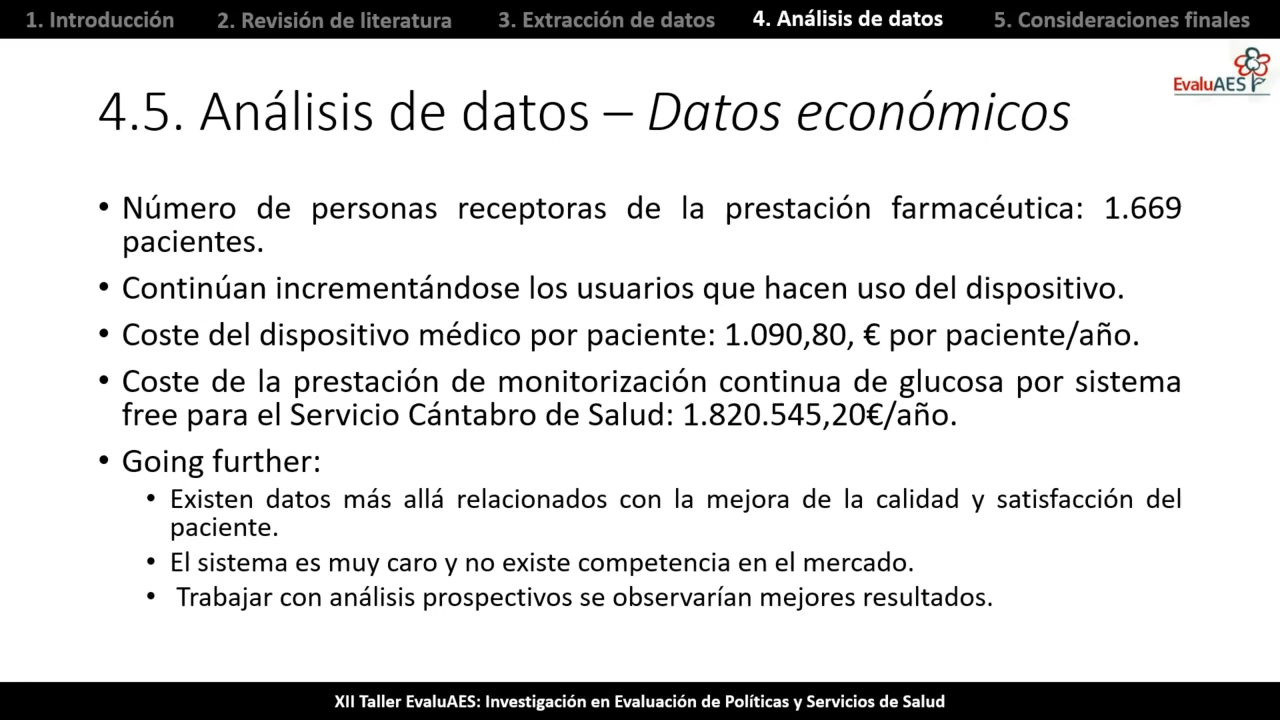 1. Introducción 2. Revisión de literatura 3. Extracción de datos 4. Análisis de datos 5. Consideraciones finales
EvaluAES
4.5. Análisis de datos – Datos económicos
• Número de personas receptoras de la prestación farmacéutica: 1.669
pacientes.
• Continúan incrementándose los usuarios que hacen uso del dispositivo.
• Coste del dispositivo médico por paciente: 1.090,80, € por paciente/año.
• Coste de la prestación de monitorización continua de glucosa por sistema
free para el Servicio Cántabro de Salud: 1.820.545,20€/año.
• Going further:
• Existen datos más allá relacionados con la mejora de la calidad y satisfacción del
paciente.
• El sistema es muy caro y no existe competencia en el mercado.
• Trabajar con análisis prospectivos se observarían mejores resultados.
XII Taller EvaluAES: Investigación en Evaluación de Políticas y Servicios de Salud